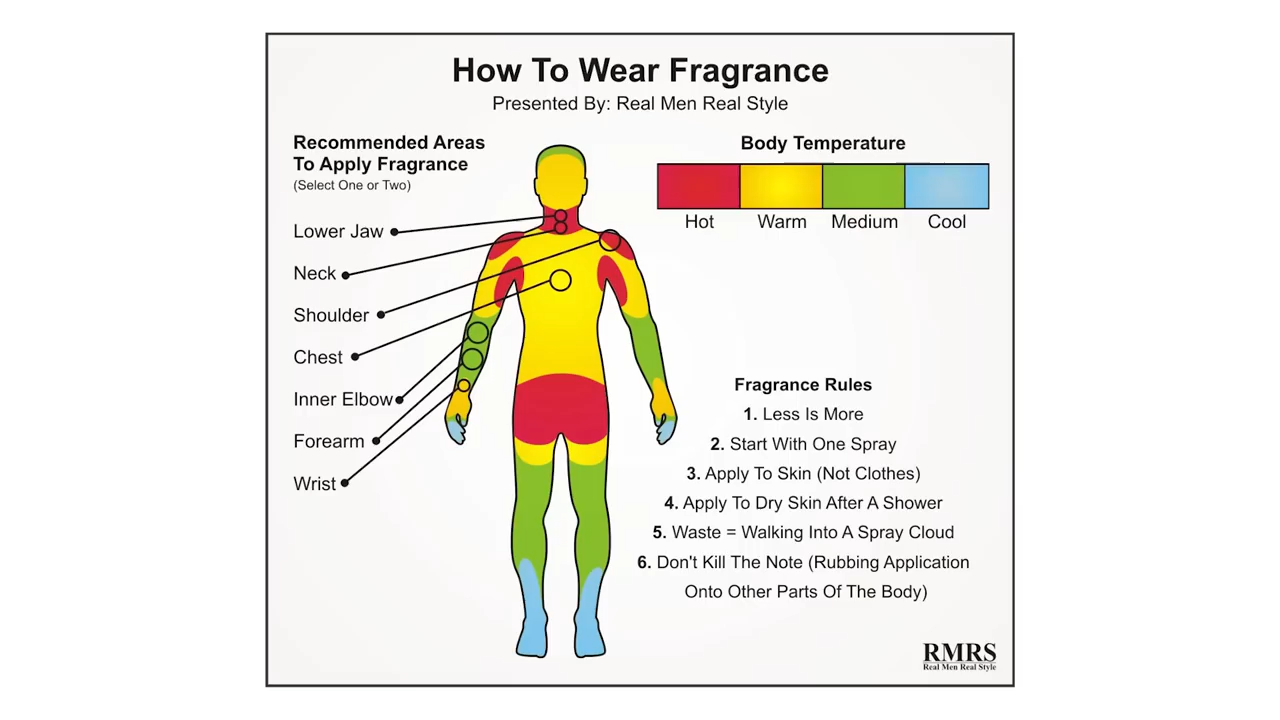 How To Wear Fragrance
Presented By: Real Men Real Style
Recommended Areas
To Apply Fragrance
(Select One or Two)
Lower Jaw
Neck
Shoulder
Chest
Inner Elbow
Forearm
Wrist
Body Temperature
Hot
Warm
Medium
Cool
Fragrance Rules
1. Less Is More
2. Start With One Spray
3. Apply To Skin (Not Clothes)
4. Apply To Dry Skin After A Shower
5. Waste = Walking Into A Spray Cloud
6. Don't Kill The Note (Rubbing Application
Onto Other Parts Of The Body)
RMRS
Real Men Real Style